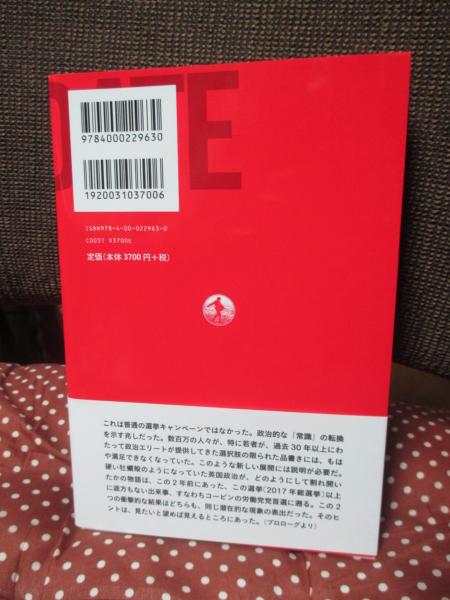 DATE
9784000229630
1920031037006
ISBN978-4-00-022963-0
C0031 ¥3700E
定価(本体 3700 円+税)
これは普通の選挙キャンペーンではなかった。政治的な「常識」の転換
を示す兆しだった。数百万の人々が、特に若者が、過去 30 年以上にわ
たって政治エリートが提供してきた選択肢の限られた品書きには、もは
や満足できなくなっていた。このような新しい展開には説明が必要だ。
硬い牡蠣殻のようになっていた英国政治が、どのようにして割れ開い
たかの物語は、この 2 年前にあった、この選挙(2017 年総選挙)以上
に途方もない出来事、すなわちコービンの労働党党首選に遡る。この 2
つの衝撃的な結果はどちらも、同じ潜在的な現象の表出だった。そのヒ
ントは、見たいと望めば見えるところにあった。(プロローグより)